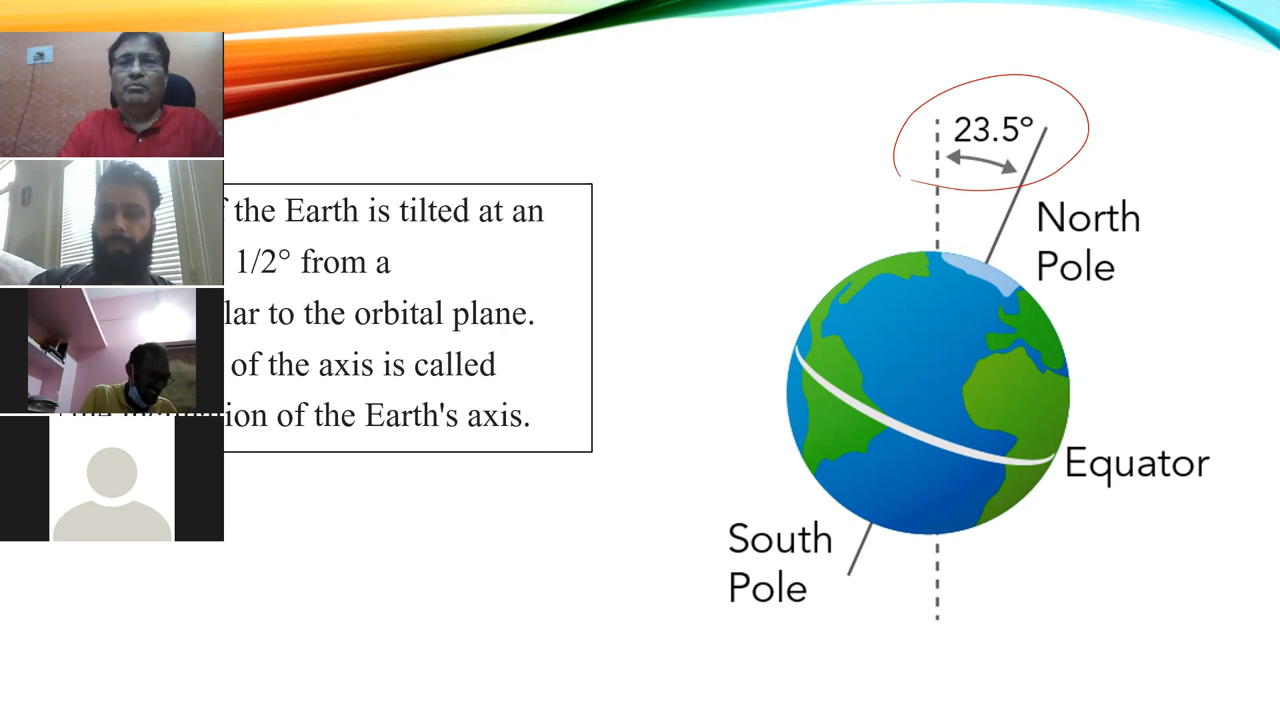 the Earth is tilted at an
1/2° from a
lar to the orbital plane.
of the axis is called
ion of the Earth's axis.
23.5°
North
Pole
Equator
South
Pole